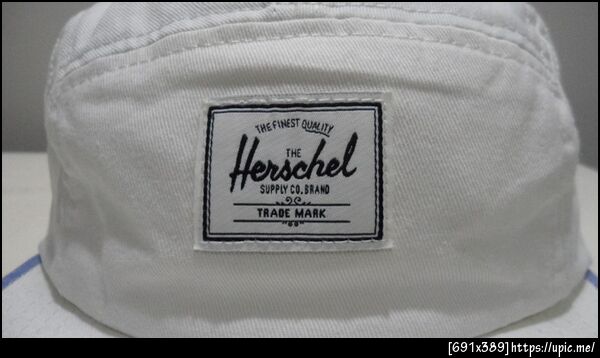 THE FINEST QUALITY
THE
Herschel
SUPPLY CO. BRAND
TRADE MARK
[691x389]https://upic.me/